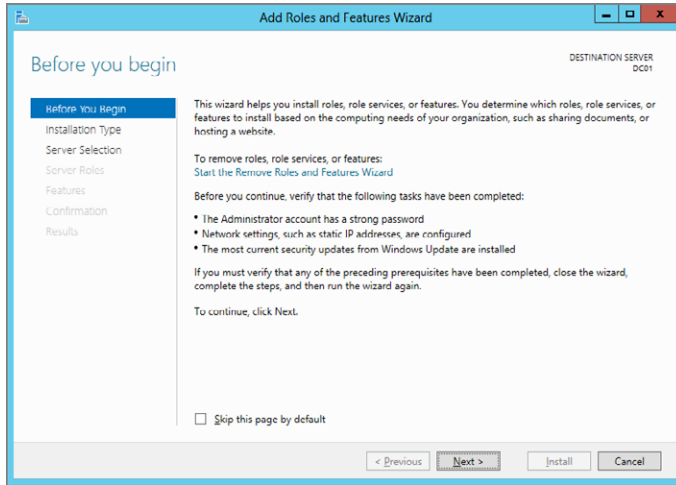 Add Roles and Features Wizard
Before you begin
DESTINATION SERVER
DC01
Before You Begin
Installation Type
Server Selection
Server Roles
Features
Confirmation
Results
This wizard helps you install roles, role services, or features. You determine which roles, role services, or
features to install based on the computing needs of your organization, such as sharing documents, or
hosting a website.
To remove roles, role services, or features:
Start the Remove Roles and Features Wizard
Before you continue, verify that the following tasks have been completed:
• The Administrator account has a strong password
• Network settings, such as static IP addresses, are configured
• The most current security updates from Windows Update are installed
If you must verify that any of the preceding prerequisites have been completed, close the wizard,
complete the steps, and then run the wizard again.
To continue, click Next.
Skip this page by default
< Previous
Next >
Install
Cancel